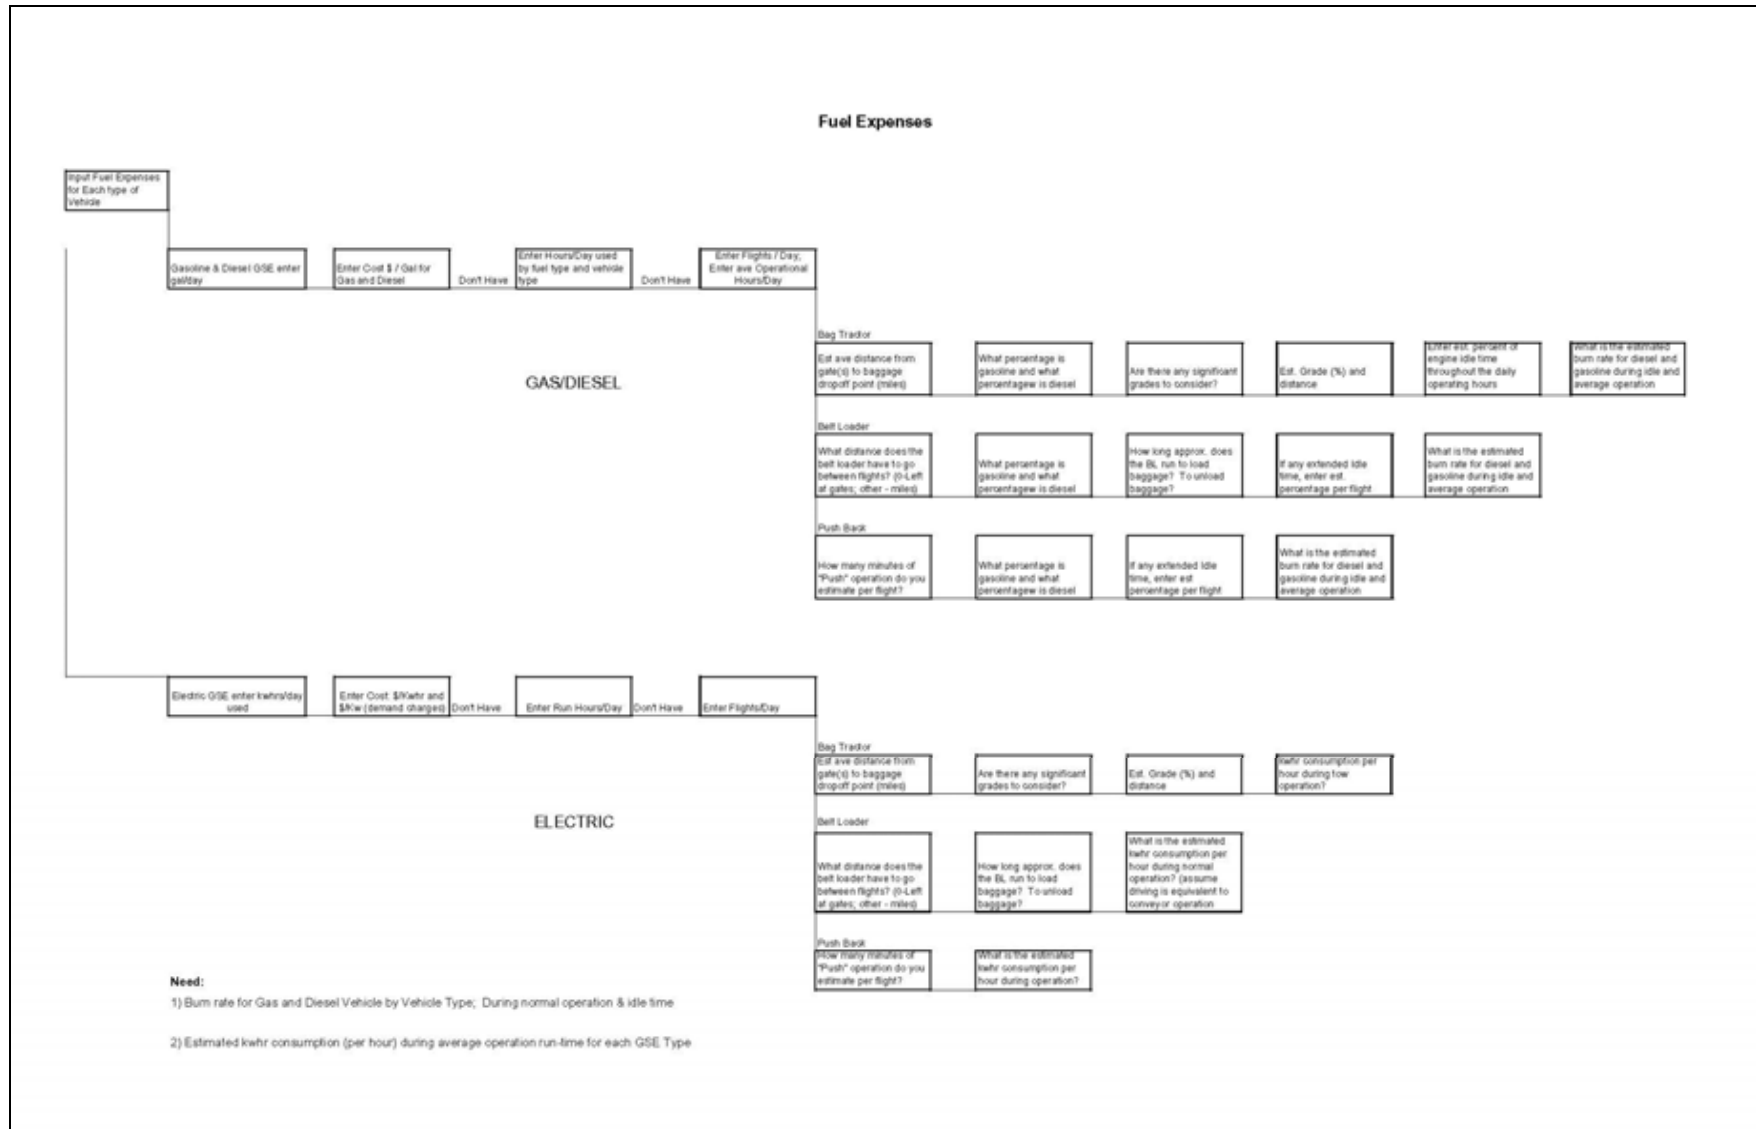 Fuel Expenses
Input Fuel Expenses
for Each type of
Vehicle
Gasoline & Diesel GSE enter
gal/day
Enter Cost $ / Gal for
Gas and Diesel
Don't Have
Enter Hours/Day used
by fuel type and vehicle
type
Don't Have
Enter Flights / Day;
Enter ave Operational
Hours/Day
GAS/DIESEL
Bag Tractor
Est ave distance from
gate(s) to baggage
dropoff point (miles)
What percentage is
gasoline and what
percentagew is diesel
Are there any significant
grades to consider?
Est. Grade (%) and
distance
Enter est. percent of
engine idle time
throughout the daily
operating hours
What is the estimated
burn rate for diesel and
gasoline during idle and
average operation
Belt Loader
What distance does the
belt loader have to go
between flights? (0-Left
at gates; other - miles)
What percentage is
gasoline and what
percentagew is diesel
How long approx. does
the BL run to load
baggage? To unload
baggage?
If any extended Idle
time, enter est.
percentage per flight
What is the estimated
burn rate for diesel and
gasoline during idle and
average operation
Push Back
How many minutes of
"Push" operation do you
estimate per flight?
What percentage is
gasoline and what
percentagew is diesel
If any extended Idle
time, enter est
percentage per flight
What is the estimated
burn rate for diesel and
gasoline during idle and
average operation
Electric GSE enter kwhrs/day
used
Enter Cost: $/Kwhr and
$/Kw (demand charges)
Don't Have
Enter Run Hours/Day
Don't Have
Enter Flights/Day
ELECTRIC
Bag Tractor
Est ave distance from
gate(s) to baggage
dropoff point (miles)
Are there any significant
grades to consider?
Est. Grade (%) and
distance
kwhr consumption per
hour during tow
operation?
Belt Loader
What distance does the
belt loader have to go
between flights? (0-Left
at gates; other - miles)
How long approx. does
the BL run to load
baggage? To unload
baggage?
What is the estimated
kwhr consumption per
hour during normal
operation? (assume
driving is equivalent to
conveyor operation
Push Back
How many minutes of
"Push" operation do you
estimate per flight?
What is the estimated
kwhr consumption per
hour during operation?
Need:
1) Burn rate for Gas and Diesel Vehicle by Vehicle Type; During normal operation & idle time
2) Estimated kwhr consumption (per hour) during average operation run-time for each GSE Type